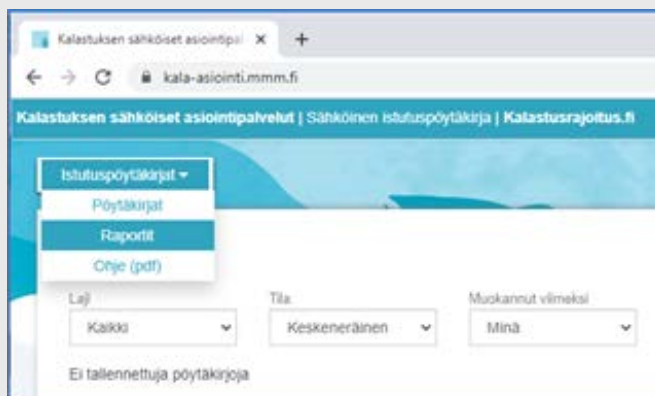 Kalastuksen sähköiset asiointipal
kala-asiointi.mmm.fi
Kalastuksen sähköiset asiointipalvelut | Sähköinen istutuspöytäkirja | Kalastusrajoitus.fi
Istutuspöytäkirjat
Pöytäkirjat
Raportit
Ohje (pdf)
Laji Tila: Muokannut viimeksi
Kaikki Keskeneräinen Minä
Ei tallennettuja pöytäkirjoja